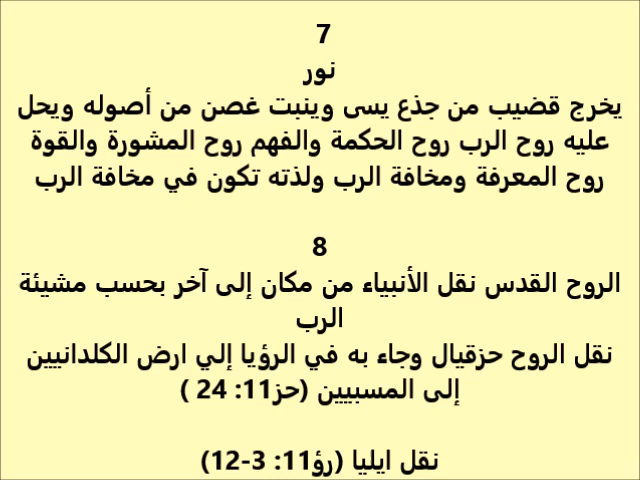 7
نور
يخرج قضيب من جذع يسى وينبت غصن من أصوله ويحل
عليه روح الرب روح الحكمة والفهم روح المشورة والقوة
روح المعرفة ومخافة الرب ولذته تكون في مخافة الرب
8
الروح القدس نقل الأنبياء من مكان إلى آخر بحسب مشيئة
الرب
نقل الروح حزقيال وجاء به في الرؤيا إلي ارض الكلدانيين
إلى المسبيين (حز11: 24 )
نقل ايليا (رؤ11: 3-12)